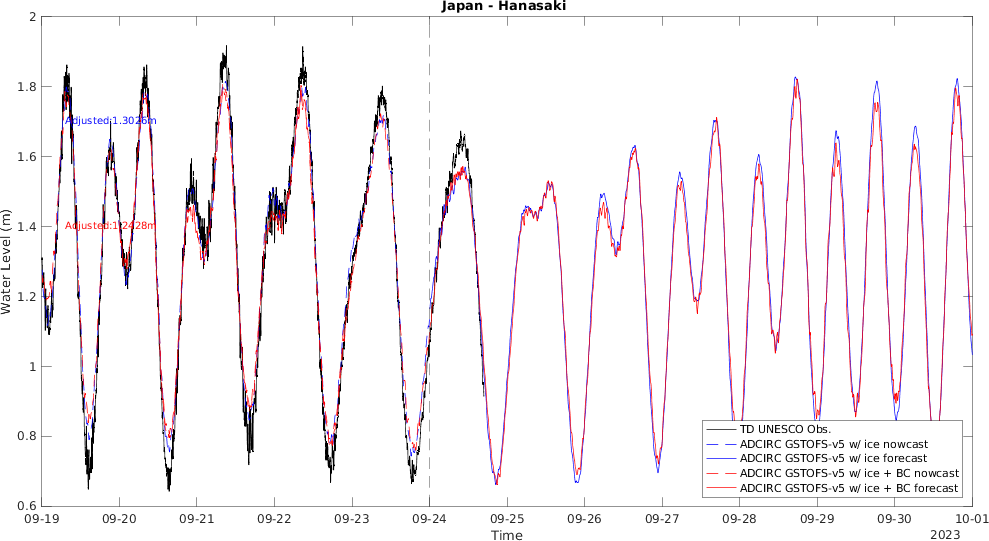 Japan - Hanasaki
2
1.8
1.6
1.4
1.2
1
0.8
0.6
Water Level (m)
Adjusted:1.3026m
Adjusted:1.2428m
TD UNESCO Obs.
ADCIRC GSTOFS-v5 w/ ice nowcast
ADCIRC GSTOFS-v5 w/ ice forecast
ADCIRC GSTOFS-v5 w/ ice + BC nowcast
ADCIRC GSTOFS-v5 w/ ice + BC forecast
09-19 09-20 09-21 09-22 09-23 09-24 09-25 09-26 09-27 09-28 09-29 09-30 10-01
Time
2023